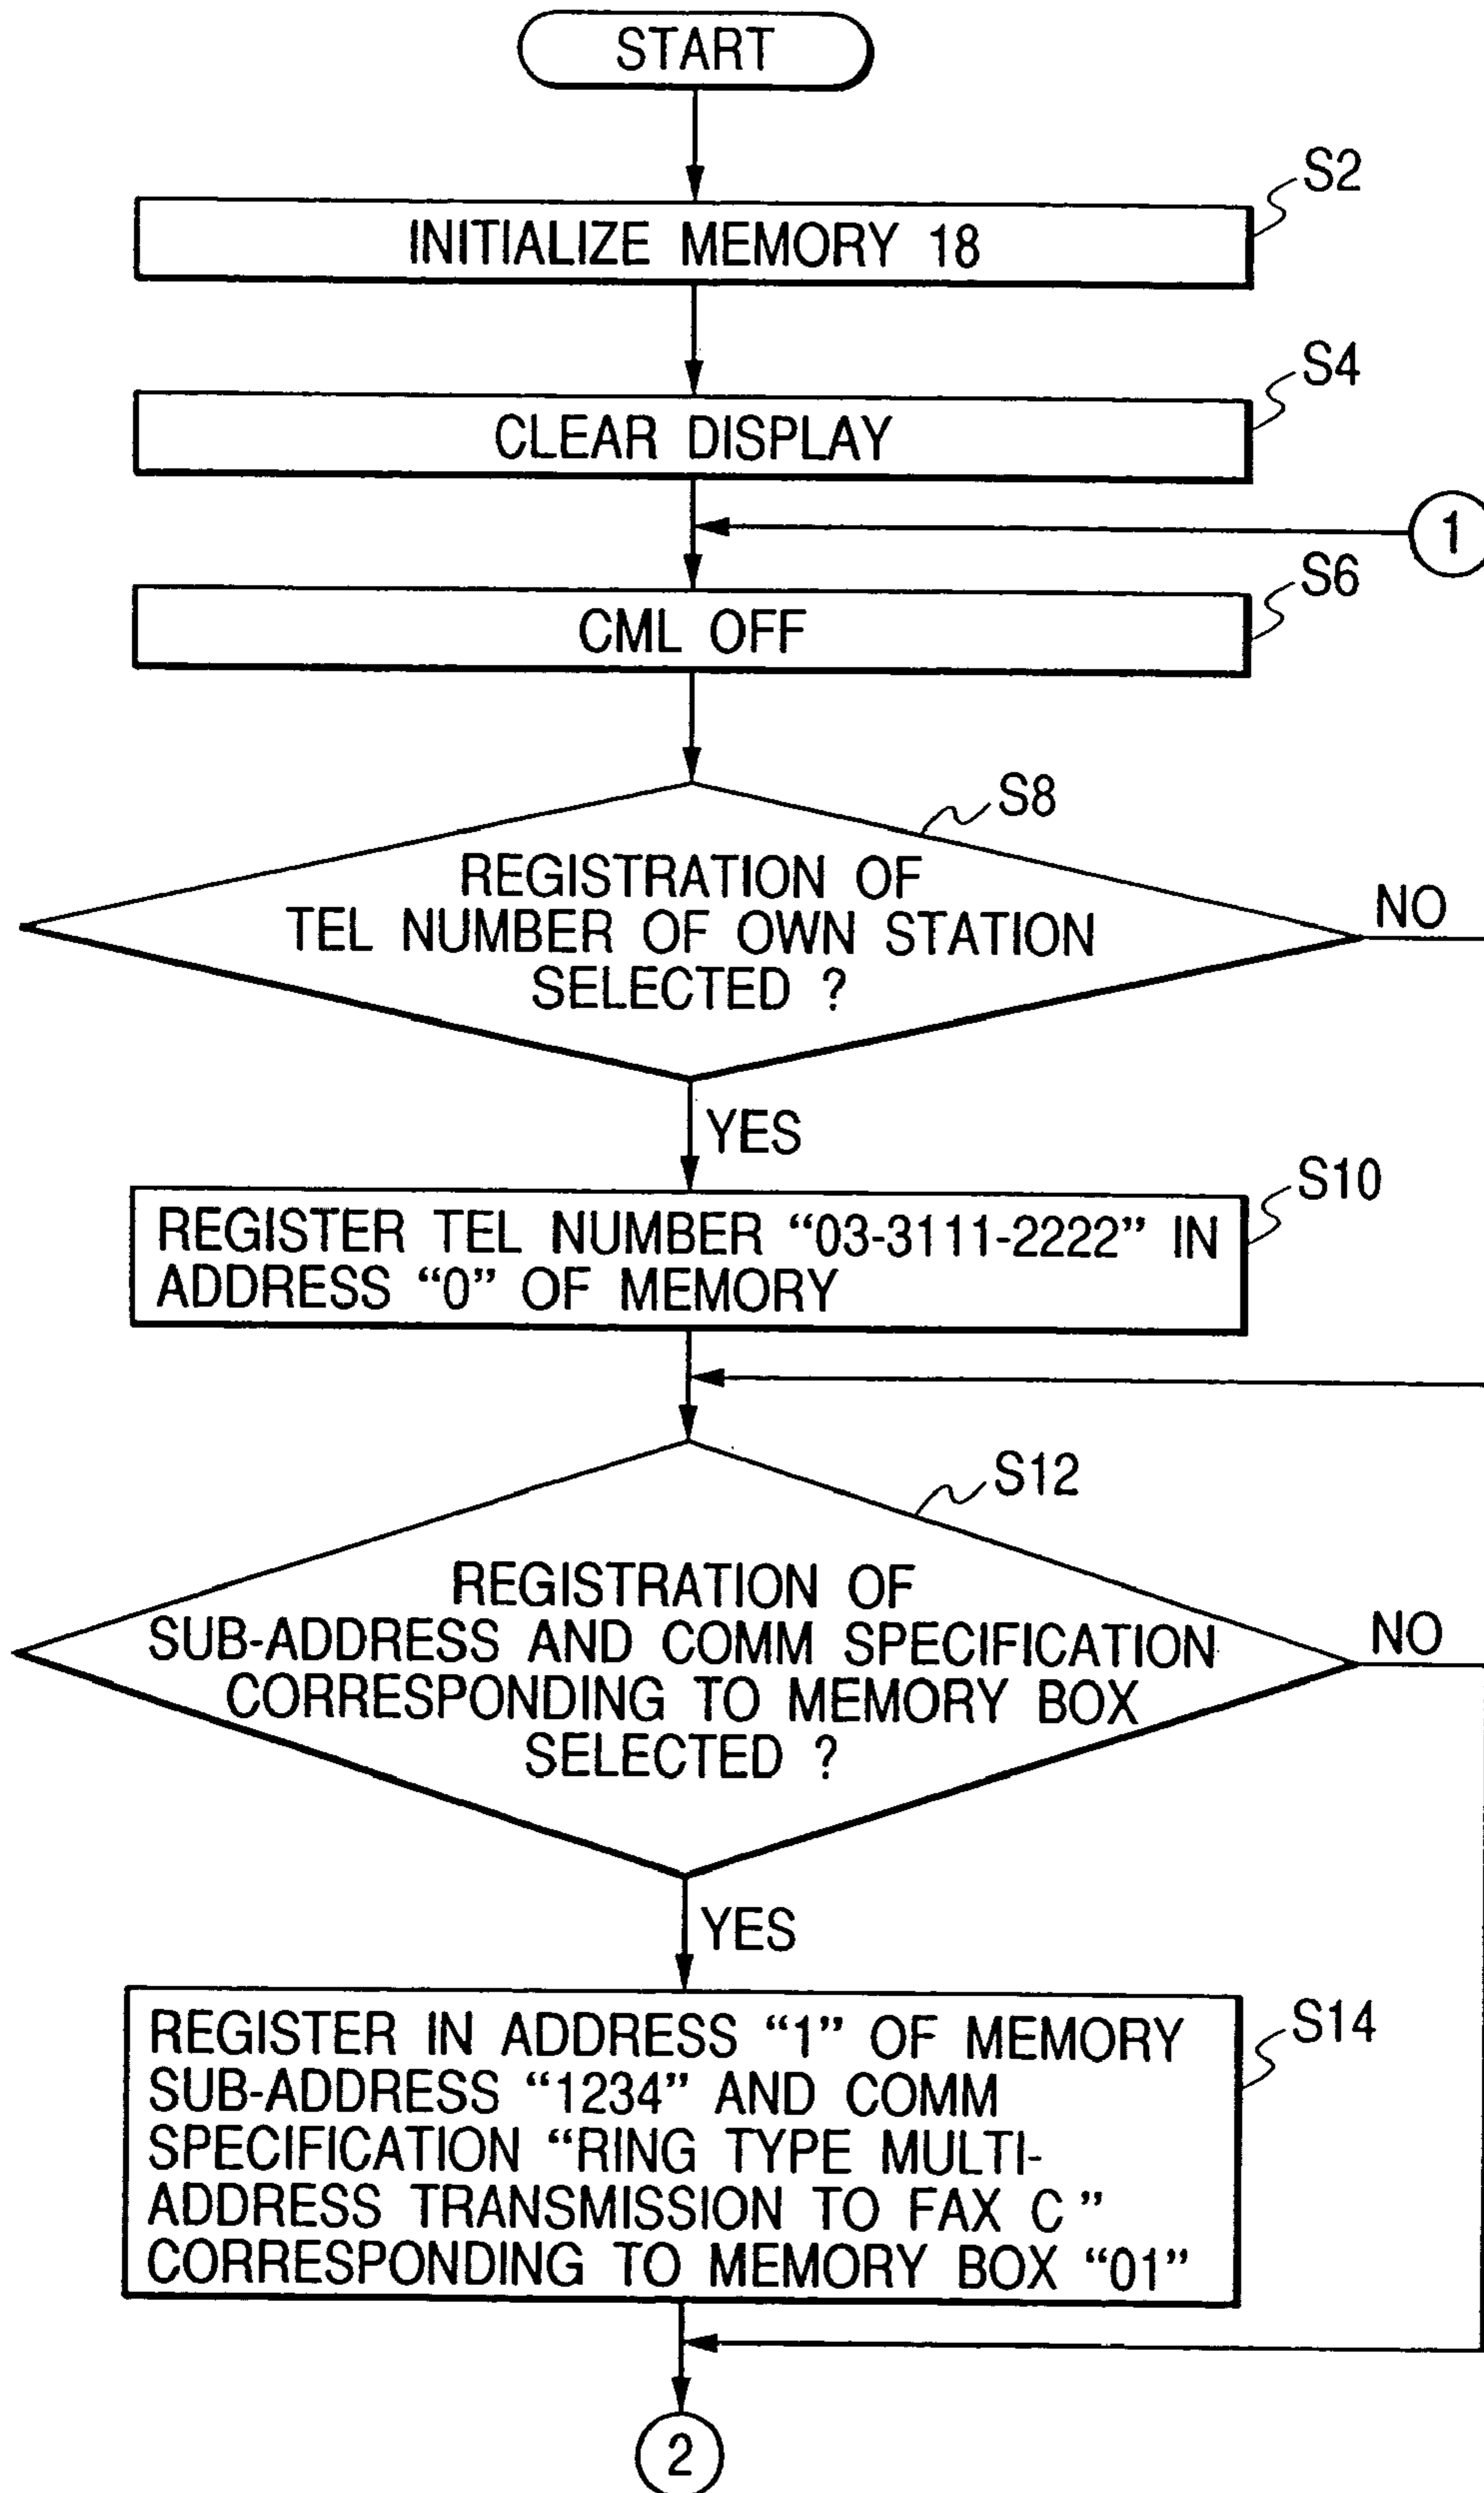 START
S2
INITIALIZE MEMORY 18
S4
CLEAR DISPLAY
1
S6
CML OFF
S8
REGISTRATION OF
TEL NUMBER OF OWN STATION
SELECTED ?
NO
YES
S10
REGISTER TEL NUMBER “03-3111-2222” IN
ADDRESS “0” OF MEMORY
S12
REGISTRATION OF
SUB-ADDRESS AND COMM SPECIFICATION
CORRESPONDING TO MEMORY BOX
SELECTED ?
NO
YES
S14
REGISTER IN ADDRESS “1” OF MEMORY
SUB-ADDRESS “1234” AND COMM
SPECIFICATION “RING TYPE MULTI-
ADDRESS TRANSMISSION TO FAX C ”
CORRESPONDING TO MEMORY BOX “01”
2